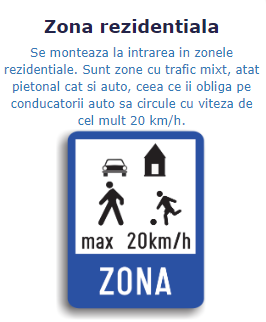 Zona rezidentiala
Se monteaza la intrarea in zonele
rezidentiale. Sunt zone cu trafic mixt, atat
pietonal cat si auto, ceea ce ii obliga pe
conducatorii auto sa circule cu viteza de
cel mult 20 km/h.
max 20km/h
ZONA